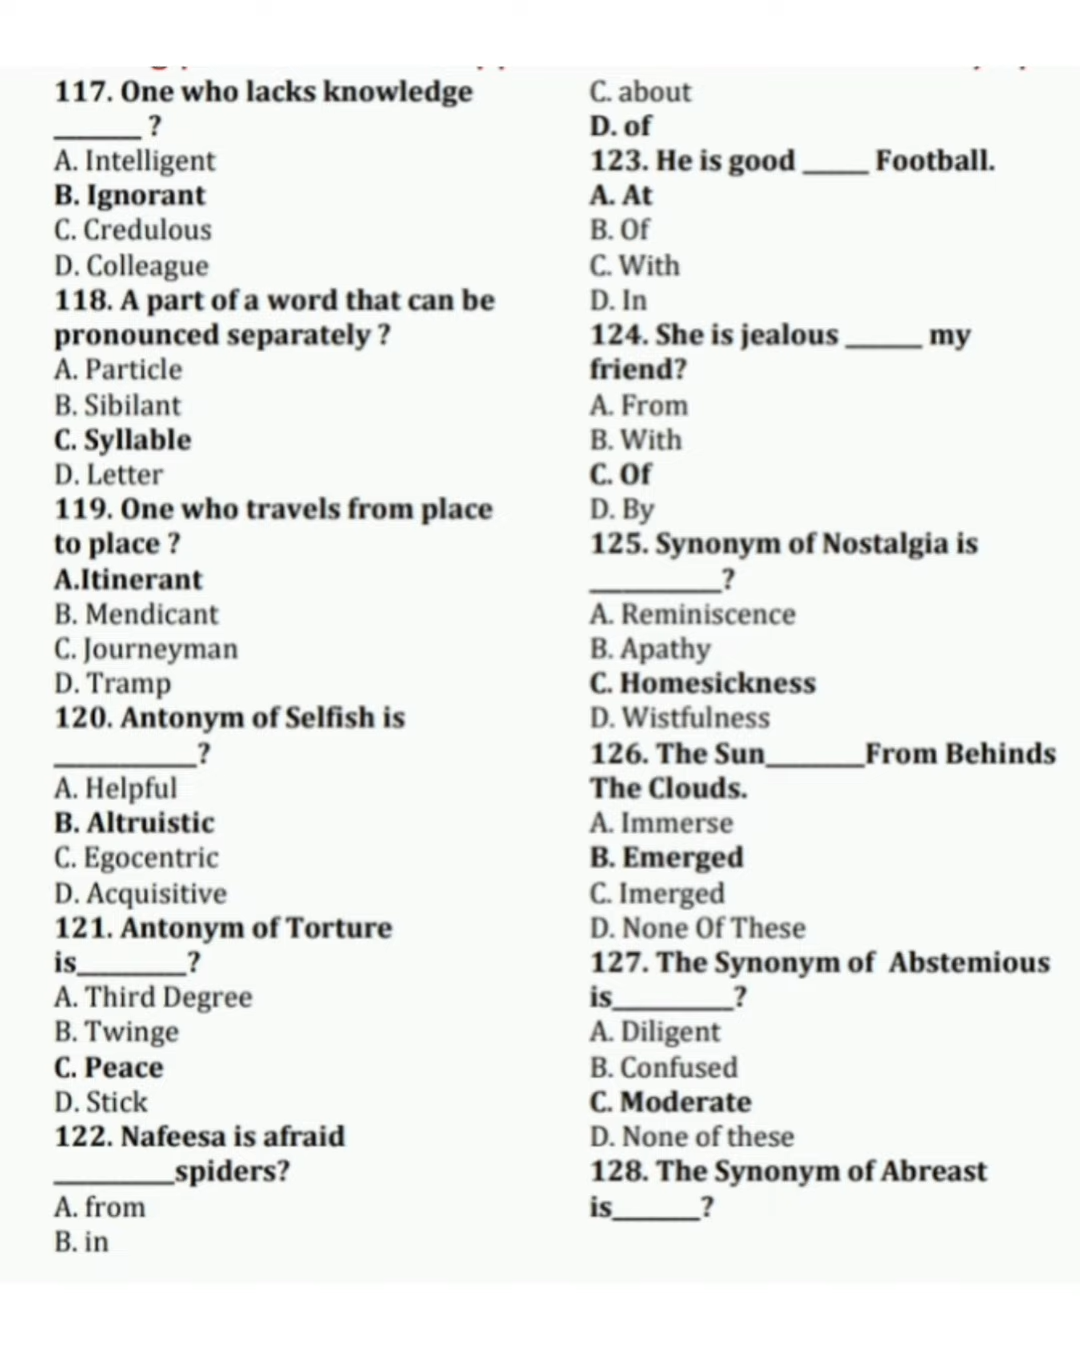 117. One who lacks knowledge
______ ?
A. Intelligent
B. Ignorant
C. Credulous
D. Colleague
118. A part of a word that can be
pronounced separately ?
A. Particle
B. Sibilant
C. Syllable
D. Letter
119. One who travels from place
to place ?
A.Itinerant
B. Mendicant
C. Journeyman
D. Tramp
120. Antonym of Selfish is
__________?
A. Helpful
B. Altruistic
C. Egocentric
D. Acquisitive
121. Antonym of Torture
is________?
A. Third Degree
B. Twinge
C. Peace
D. Stick
122. Nafeesa is afraid
_________spiders?
A. from
B. in
C. about
D. of
123. He is good _____ Football.
A. At
B. Of
C. With
D. In
124. She is jealous ______ my
friend?
A. From
B. With
C. Of
D. By
125. Synonym of Nostalgia is
__________?
A. Reminiscence
B. Apathy
C. Homesickness
D. Wistfulness
126. The Sun_______From Behinds
The Clouds.
A. Immerse
B. Emerged
C. Imerged
D. None Of These
127. The Synonym of Abstemious
is_________?
A. Diligent
B. Confused
C. Moderate
D. None of these
128. The Synonym of Abreast
is______?